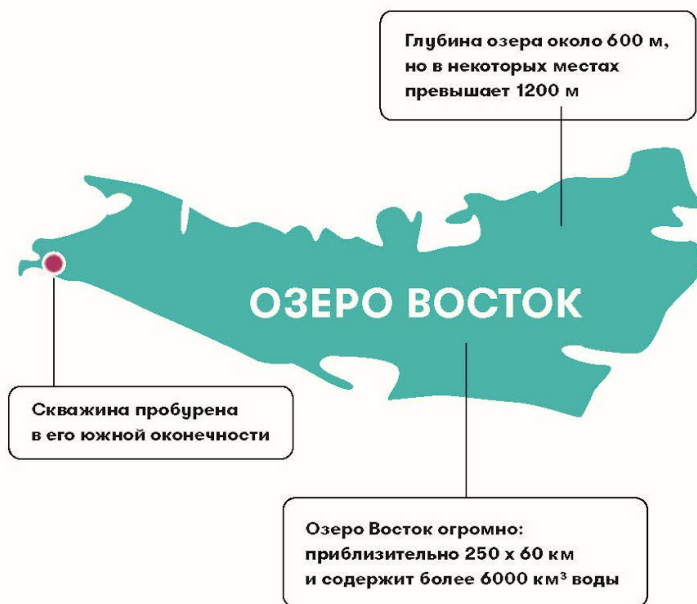 Глубина озера около 600 м,
но в некоторых местах
превышает 1200 м
ОЗЕРО ВОСТОК
Скважина пробурена
в его южной оконечности
Озеро Восток огромно:
приблизительно 250 х 60 км
и содержит более 6000 км³ воды